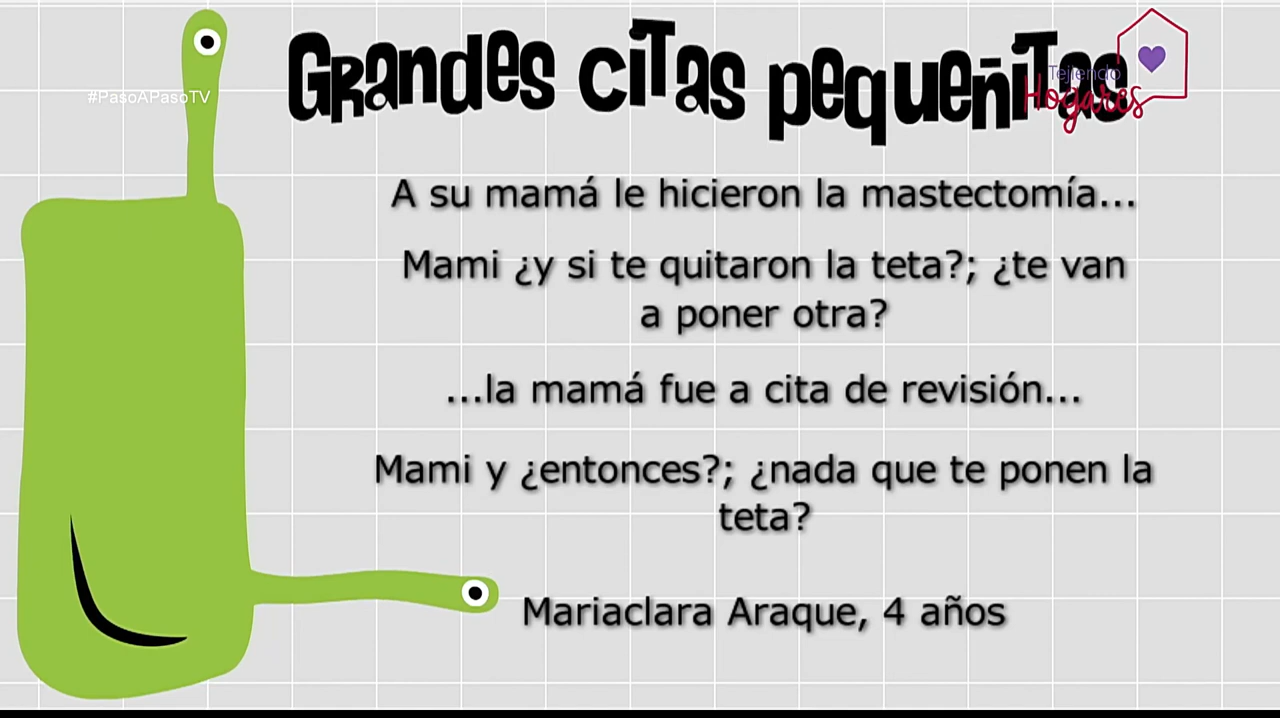 Grandes citas pequeñitas
Tejiendo
Hogares
#PasoAPasoTV
A su mamá le hicieron la mastectomía...
Mami ¿y si te quitaron la teta?; ¿te van
a poner otra?
...la mamá fue a cita de revisión...
Mami y ¿entonces?; ¿nada que te ponen la
teta?
Mariaclara Araque, 4 años